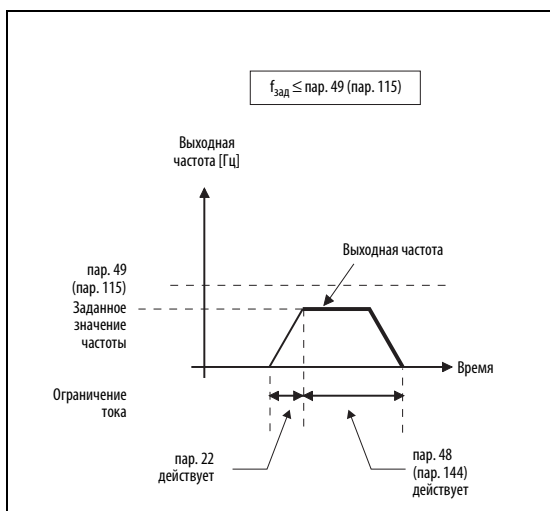 fзад ≤ пар. 49 (пар. 115)
Выходная
частота [Гц]
Выходная частота
пар. 49
(пар. 115)
Заданное
значение
частоты
Время
Ограничение
тока
пар. 22
действует
пар. 48
(пар. 144)
действует